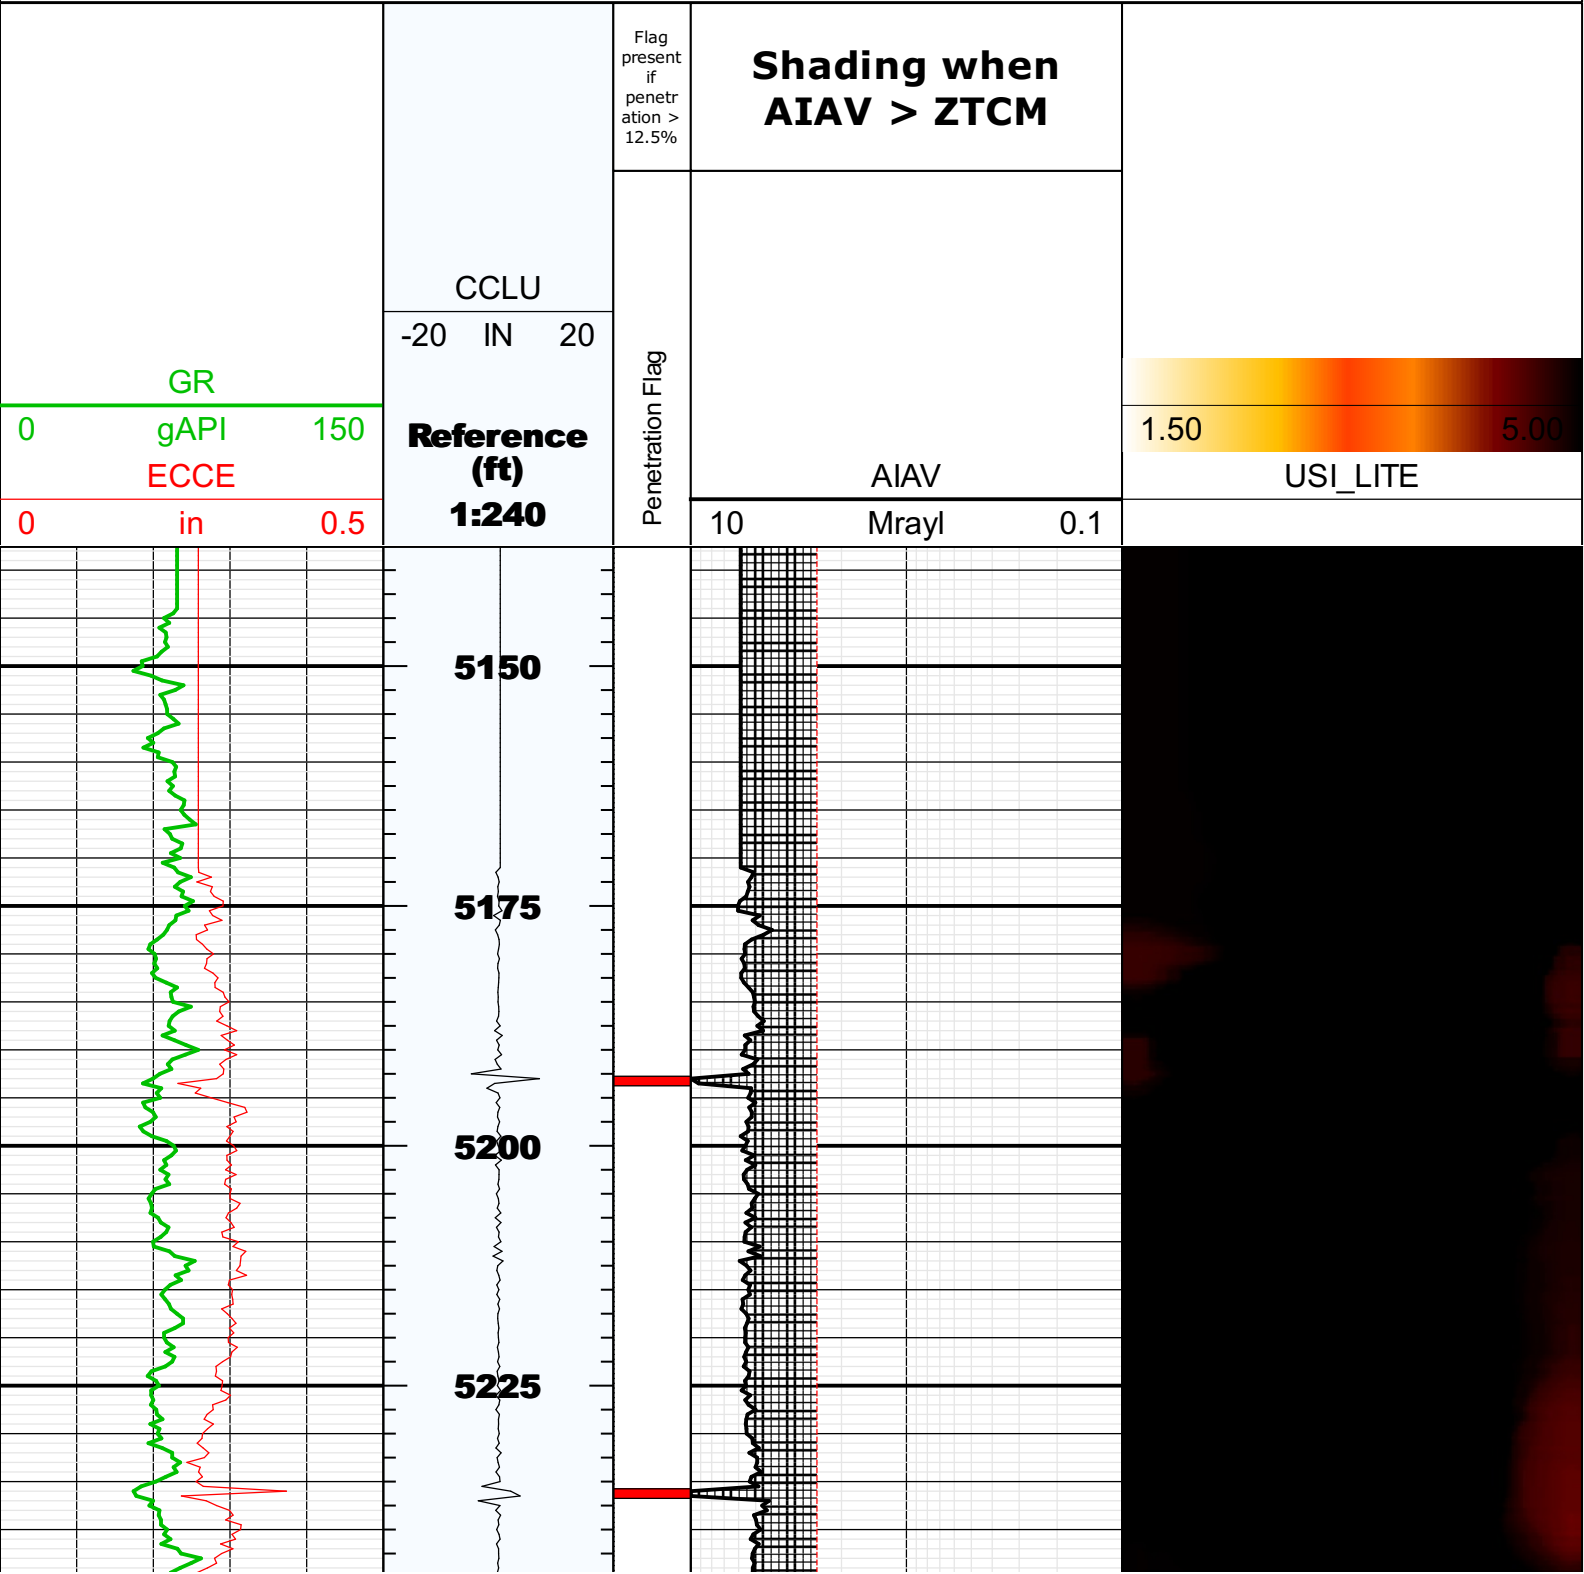 Flag
present
if
penetr
ation >
12.5%
Shading when
AIAV > ZTCM
CCLU
-20 IN 20
GR
0 gAPI 150
ECCE
0 in 0.5
Reference
(ft)
1:240
Penetration Flag
AIAV
10 Mrayl 0.1
1.50 5.00
USI_LITE
5150
5175
5200
5225